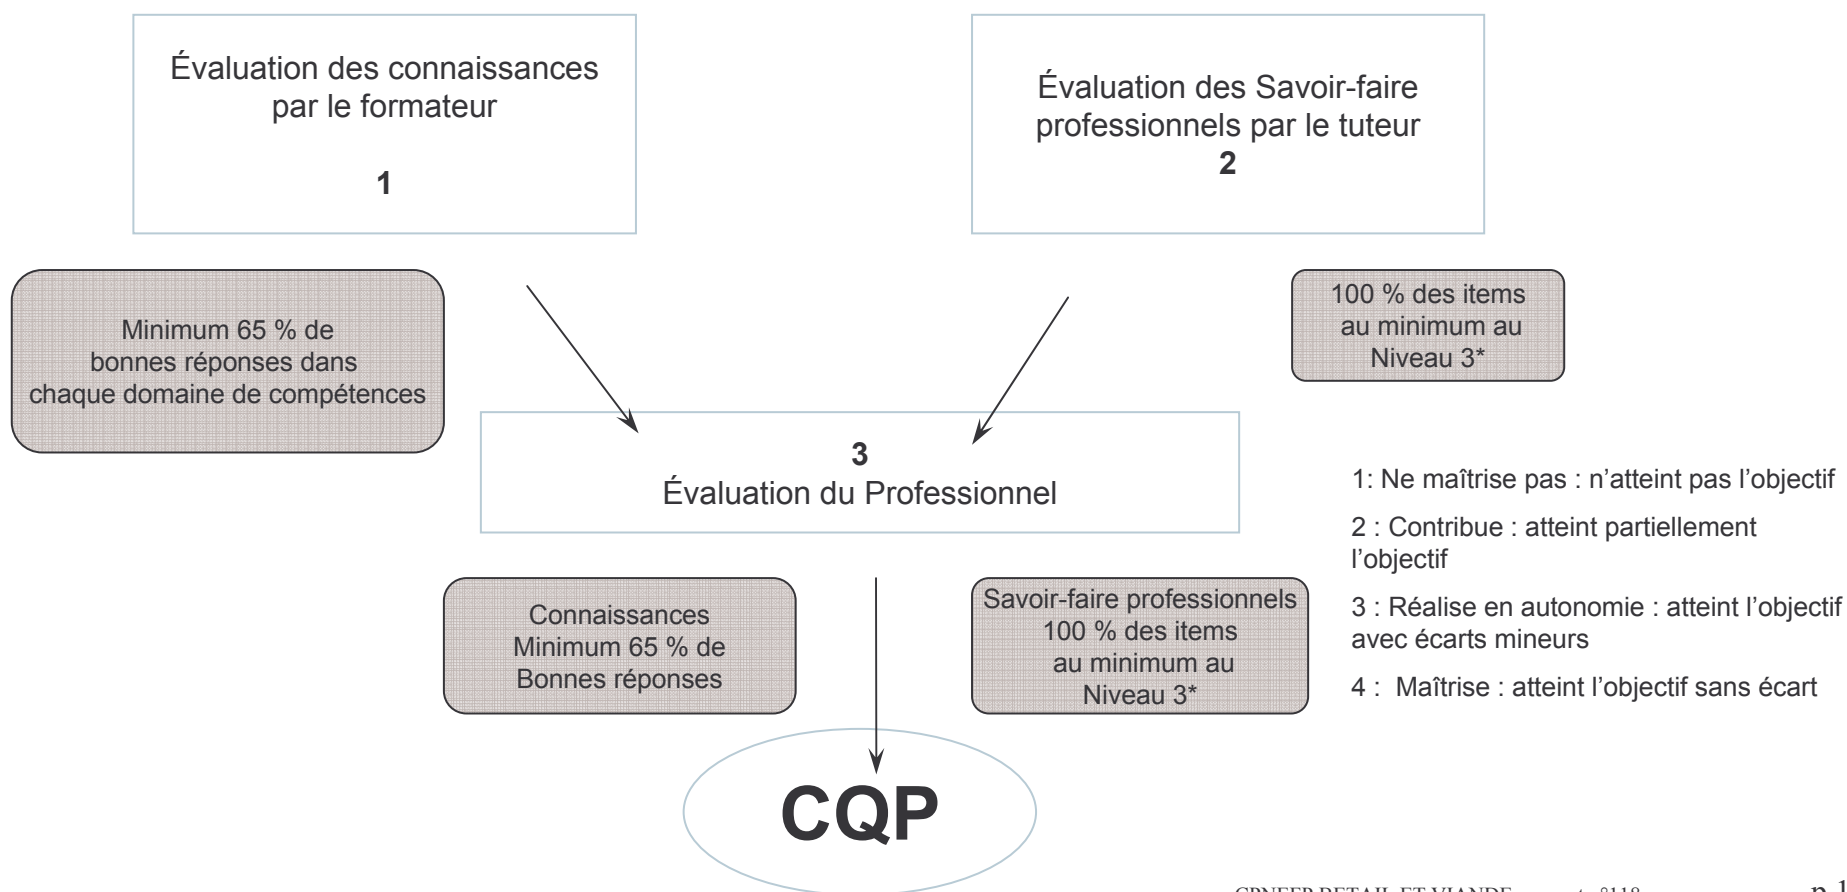 Évaluation des connaissances
par le formateur
1
Évaluation des Savoir-faire
professionnels par le tuteur
2
Minimum 65 % de
bonnes réponses dans
chaque domaine de compétences
100 % des items
au minimum au
Niveau 3*
3
Évaluation du Professionnel
1: Ne maîtrise pas : n’atteint pas l’objectif
2 : Contribue : atteint partiellement
l’objectif
3 : Réalise en autonomie : atteint l’objectif
avec écarts mineurs
4 : Maîtrise : atteint l’objectif sans écart
Connaissances
Minimum 65 % de
Bonnes réponses
Savoir-faire professionnels
100 % des items
au minimum au
Niveau 3*
CQP